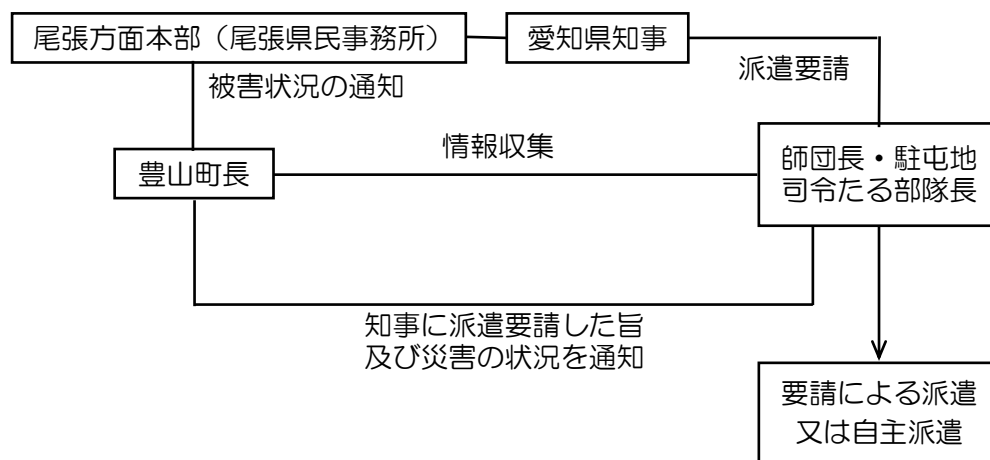 尾張方面本部（尾張県民事務所）
愛知県知事
被害状況の通知
派遣要請
情報収集
豊山町長
師団長・駐屯地
司令たる部隊長
知事に派遣要請した旨
及び災害の状況を通知
要請による派遣
又は自主派遣